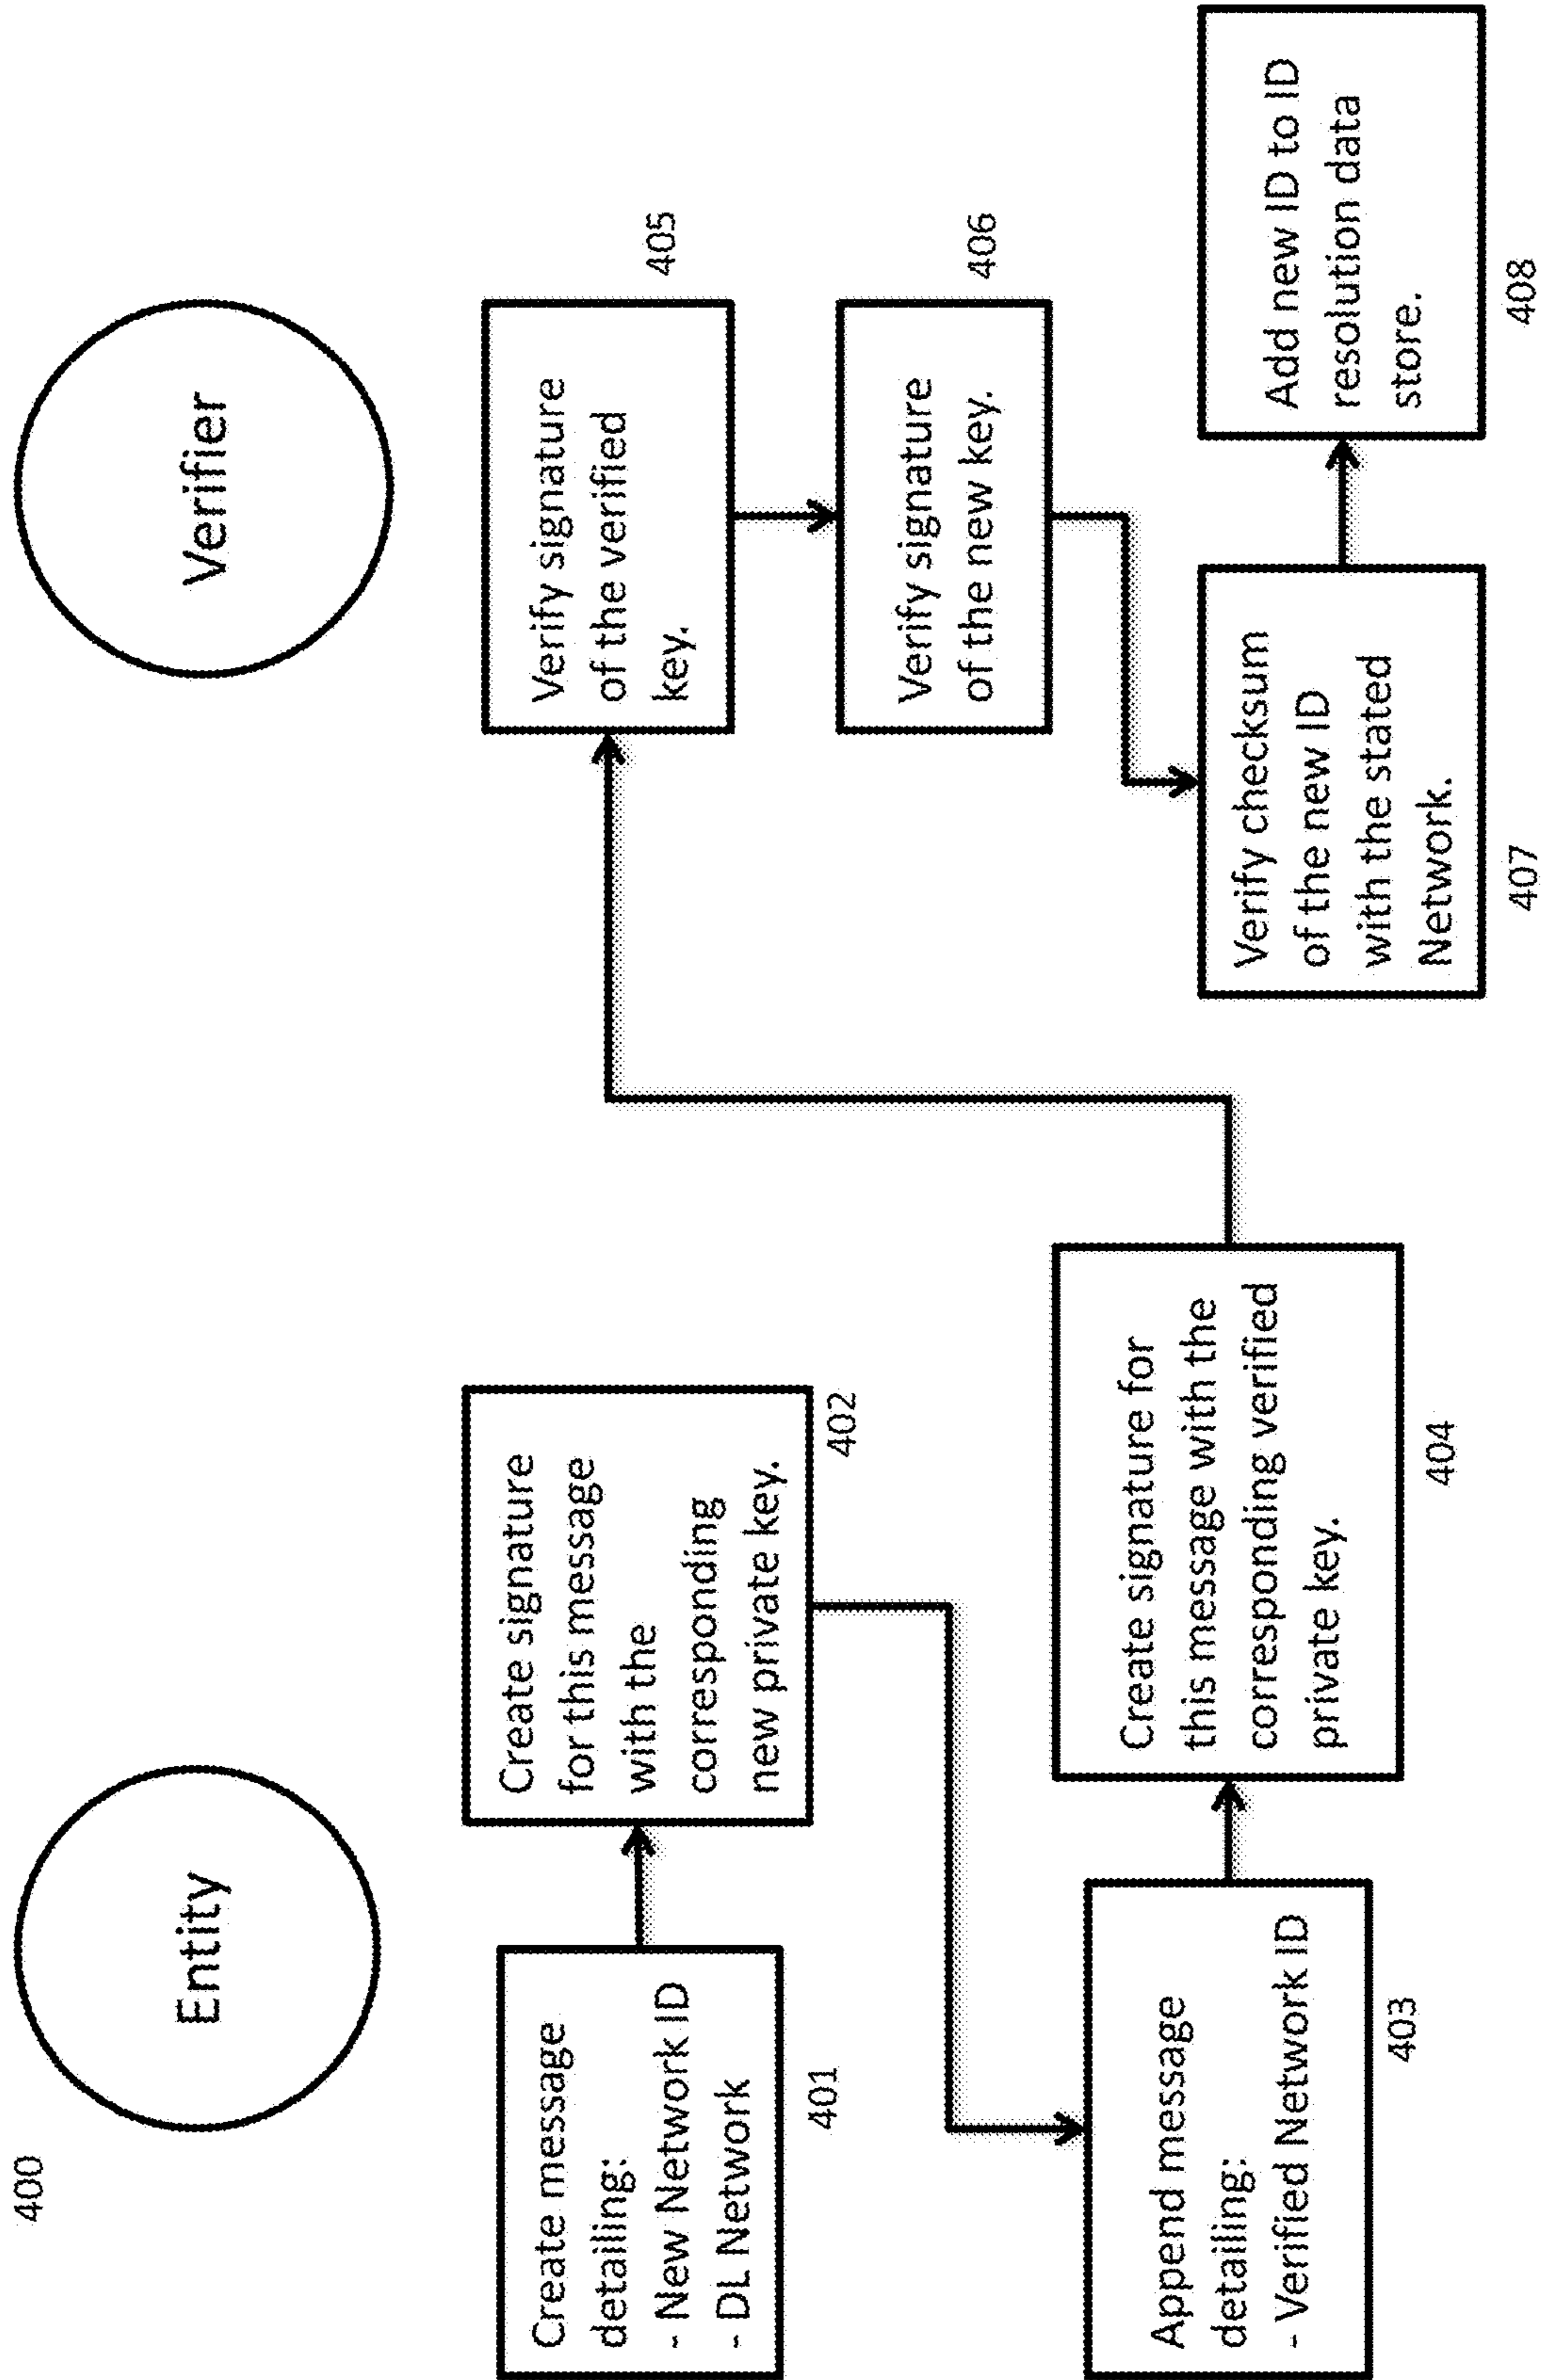 400
Entity
Verifier
Create message
detailing:
- New Network ID
- DL Network
401
Create signature
for this message
with the
corresponding
new private key.
402
Append message
detailing:
- Verified Network ID
403
Create signature for
this message with the
corresponding verified
private key.
404
Verify signature
of the verified
key.
405
Verify signature
of the new key.
406
Verify checksum
of the new ID
with the stated
Network.
407
Add new ID to ID
resolution data
store.
408